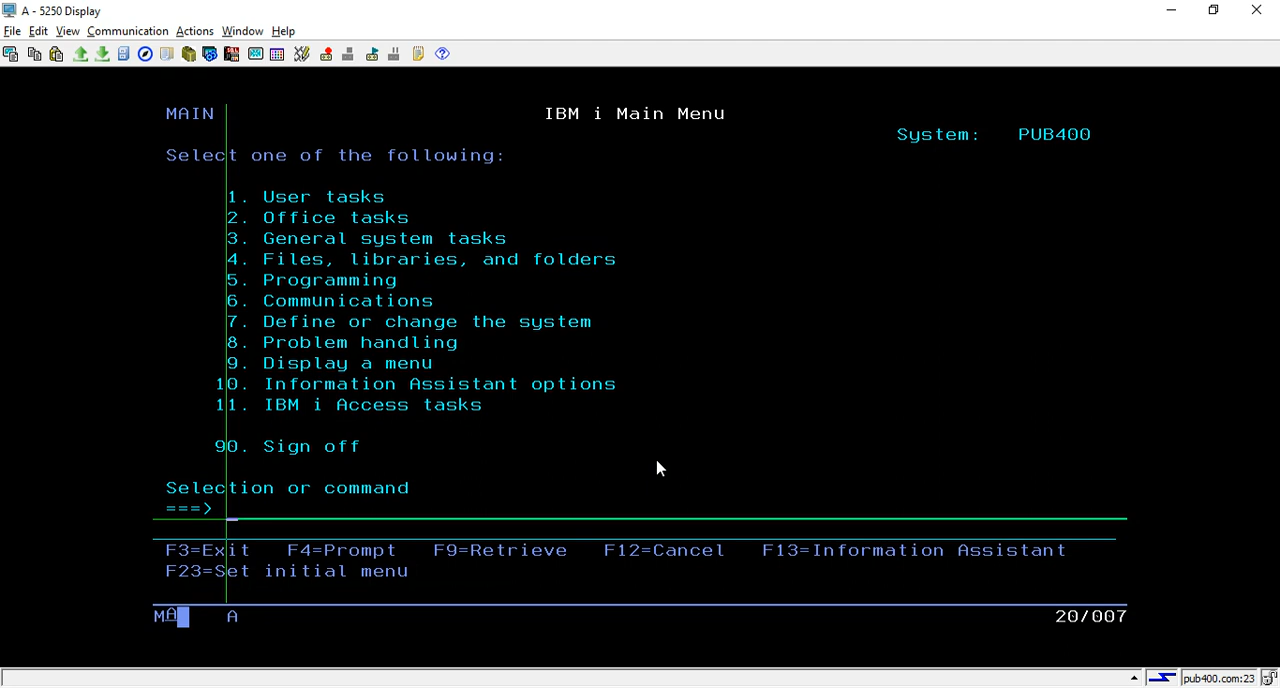 A - 5250 Display
File Edit View Communication Actions Window Help
MAIN IBM i Main Menu
System: PUB400
Select one of the following:
1. User tasks
2. Office tasks
3. General system tasks
4. Files, libraries, and folders
5. Programming
6. Communications
7. Define or change the system
8. Problem handling
9. Display a menu
10. Information Assistant options
11. IBM i Access tasks
90. Sign off
Selection or command
===>
F3=Exit F4=Prompt F9=Retrieve F12=Cancel F13=Information Assistant
F23=Set initial menu
MA A 20/007
pub400.com:23